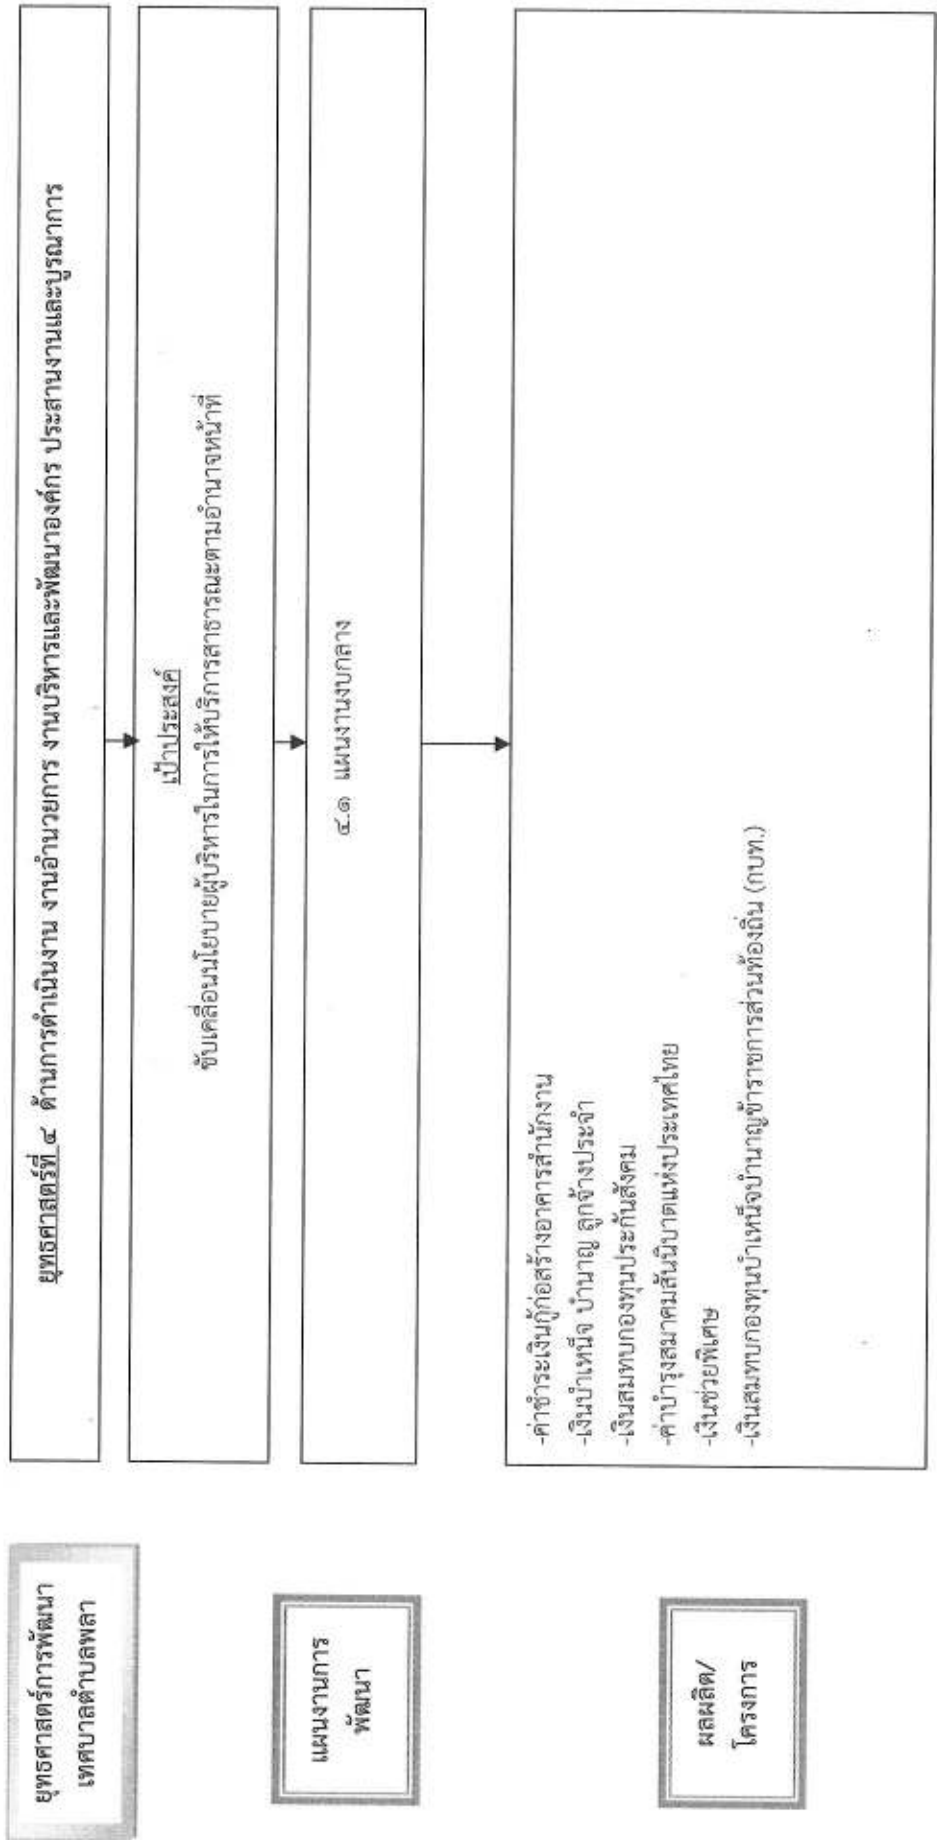 ยุทธศาสตร์การพัฒนา
เทศบาลตำบลพลา
ยุทธศาสตร์ที่ ๔ ด้านการดำเนินงาน งานอำนวยการ งานบริหารและพัฒนาองค์กร ประสานงานและบูรณาการ
เป้าประสงค์
ขับเคลื่อนนโยบายผู้บริหารในการให้บริการสาธารณะตามอำนาจหน้าที่
แผนงานการ
พัฒนา
๔.๑ แผนงานงบกลาง
ผลผลิต/
โครงการ
-ค่าชำระเงินกู้ก่อสร้างอาคารสำนักงาน
-เงินบำเหน็จ บำนาญ ลูกจ้างประจำ
-เงินสมทบกองทุนประกันสังคม
-ค่าบำรุงสมาคมสันนิบาตแห่งประเทศไทย
-เงินช่วยพิเศษ
-เงินสมทบกองทุนบำเหน็จบำนาญข้าราชการส่วนท้องถิ่น (กบท.)